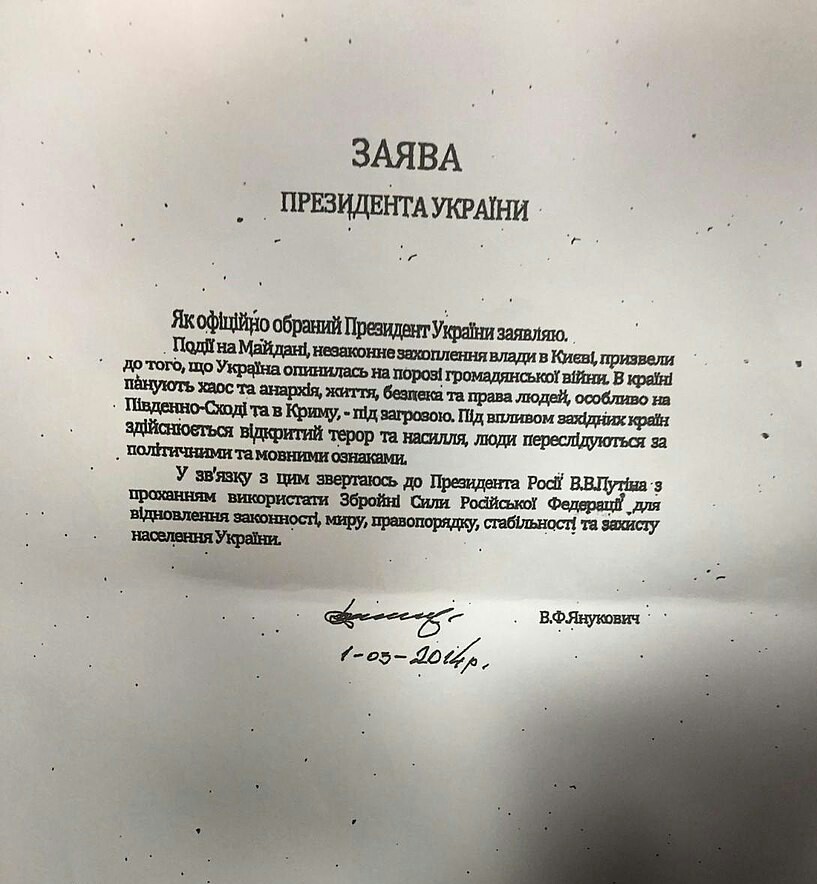 ЗАЯВА
ПРЕЗИДЕНТА УКРАЇНИ
Як офіційно обраний Президент України заявляю.
Події на Майдані, незаконне захоплення влади в Києві, призвели
до того, що Україна опинилась на порозі громадянської війни. В країні
панують хаос та анархія, життя, безпека та права людей, особливо на
Південно-Сході та в Криму, - під загрозою. Під впливом західних країн
здійснюється відкритий терор та насилля, люди переслідуються за
політичними та мовними ознаками.
У зв'язку з цим звертаюсь до Президента Росії В.В.Путіна з
проханням використати Збройні Сили Російської Федерації для
відновлення законності, миру, правопорядку, стабільності та захисту
населення України.
В.Ф.Янукович
1-03-2014р.